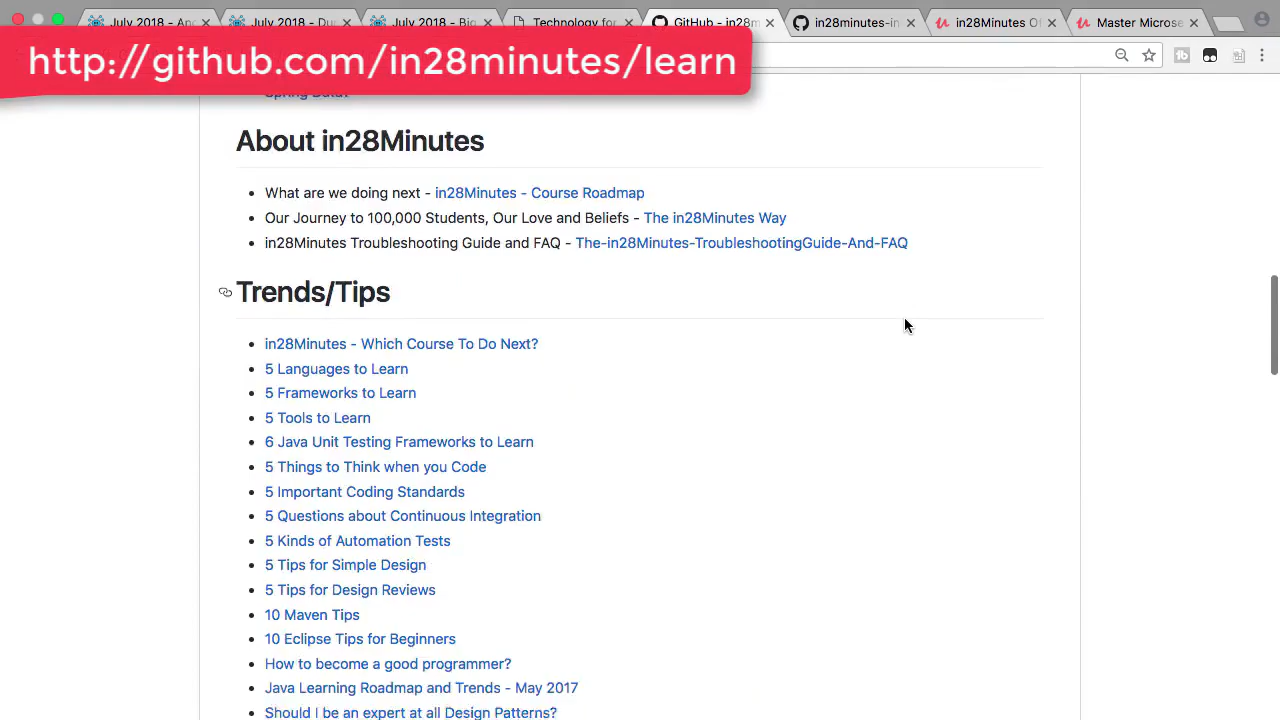 July 2018 - An
July 2018 - Du
July 2018 - Big
Technology for
GitHub - in28m
in28minutes-in
in28Minutes Of
Master Microse
http://github.com/in28minutes/learn
Spring Data?
About in28Minutes
What are we doing next - in28Minutes - Course Roadmap
Our Journey to 100,000 Students, Our Love and Beliefs - The in28Minutes Way
in28Minutes Troubleshooting Guide and FAQ - The-in28Minutes-TroubleshootingGuide-And-FAQ
Trends/Tips
in28Minutes - Which Course To Do Next?
5 Languages to Learn
5 Frameworks to Learn
5 Tools to Learn
6 Java Unit Testing Frameworks to Learn
5 Things to Think when you Code
5 Important Coding Standards
5 Questions about Continuous Integration
5 Kinds of Automation Tests
5 Tips for Simple Design
5 Tips for Design Reviews
10 Maven Tips
10 Eclipse Tips for Beginners
How to become a good programmer?
Java Learning Roadmap and Trends - May 2017
Should I be an expert at all Design Patterns?